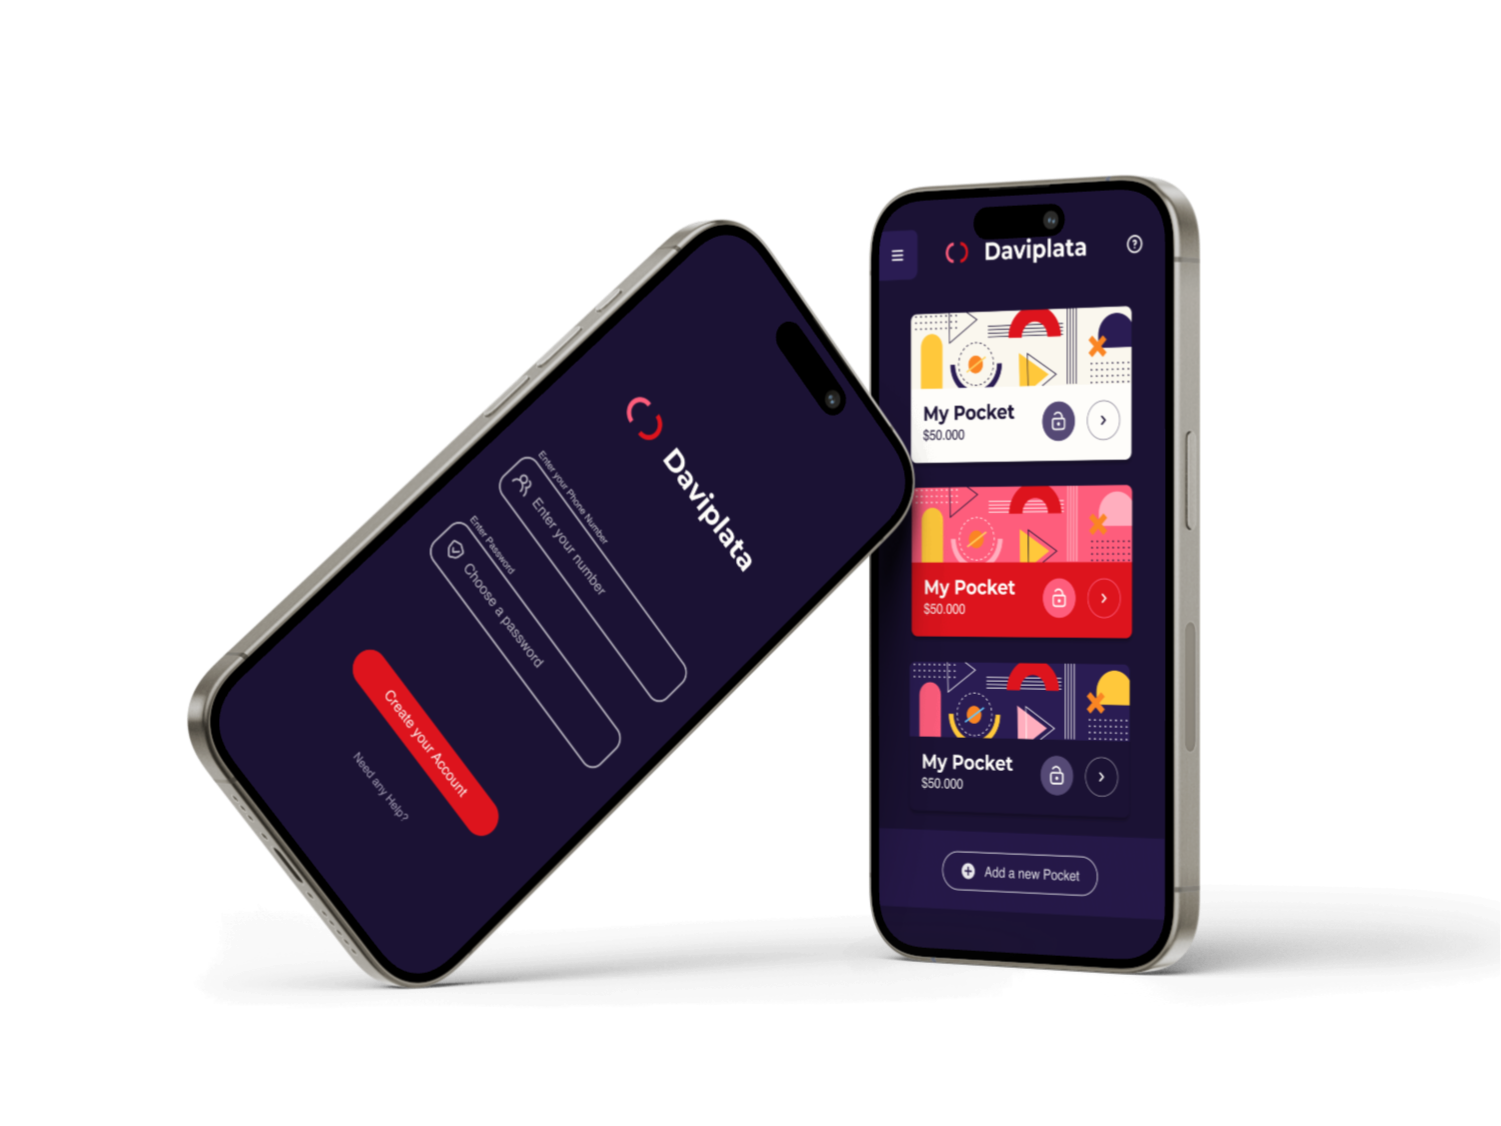 Daviplata
Enter your Phone Number
Enter your number
Enter Password
Choose a password
Create your Account
Need any Help?
Daviplata
My Pocket
$50.000
My Pocket
$50.000
My Pocket
$50.000
Add a new Pocket